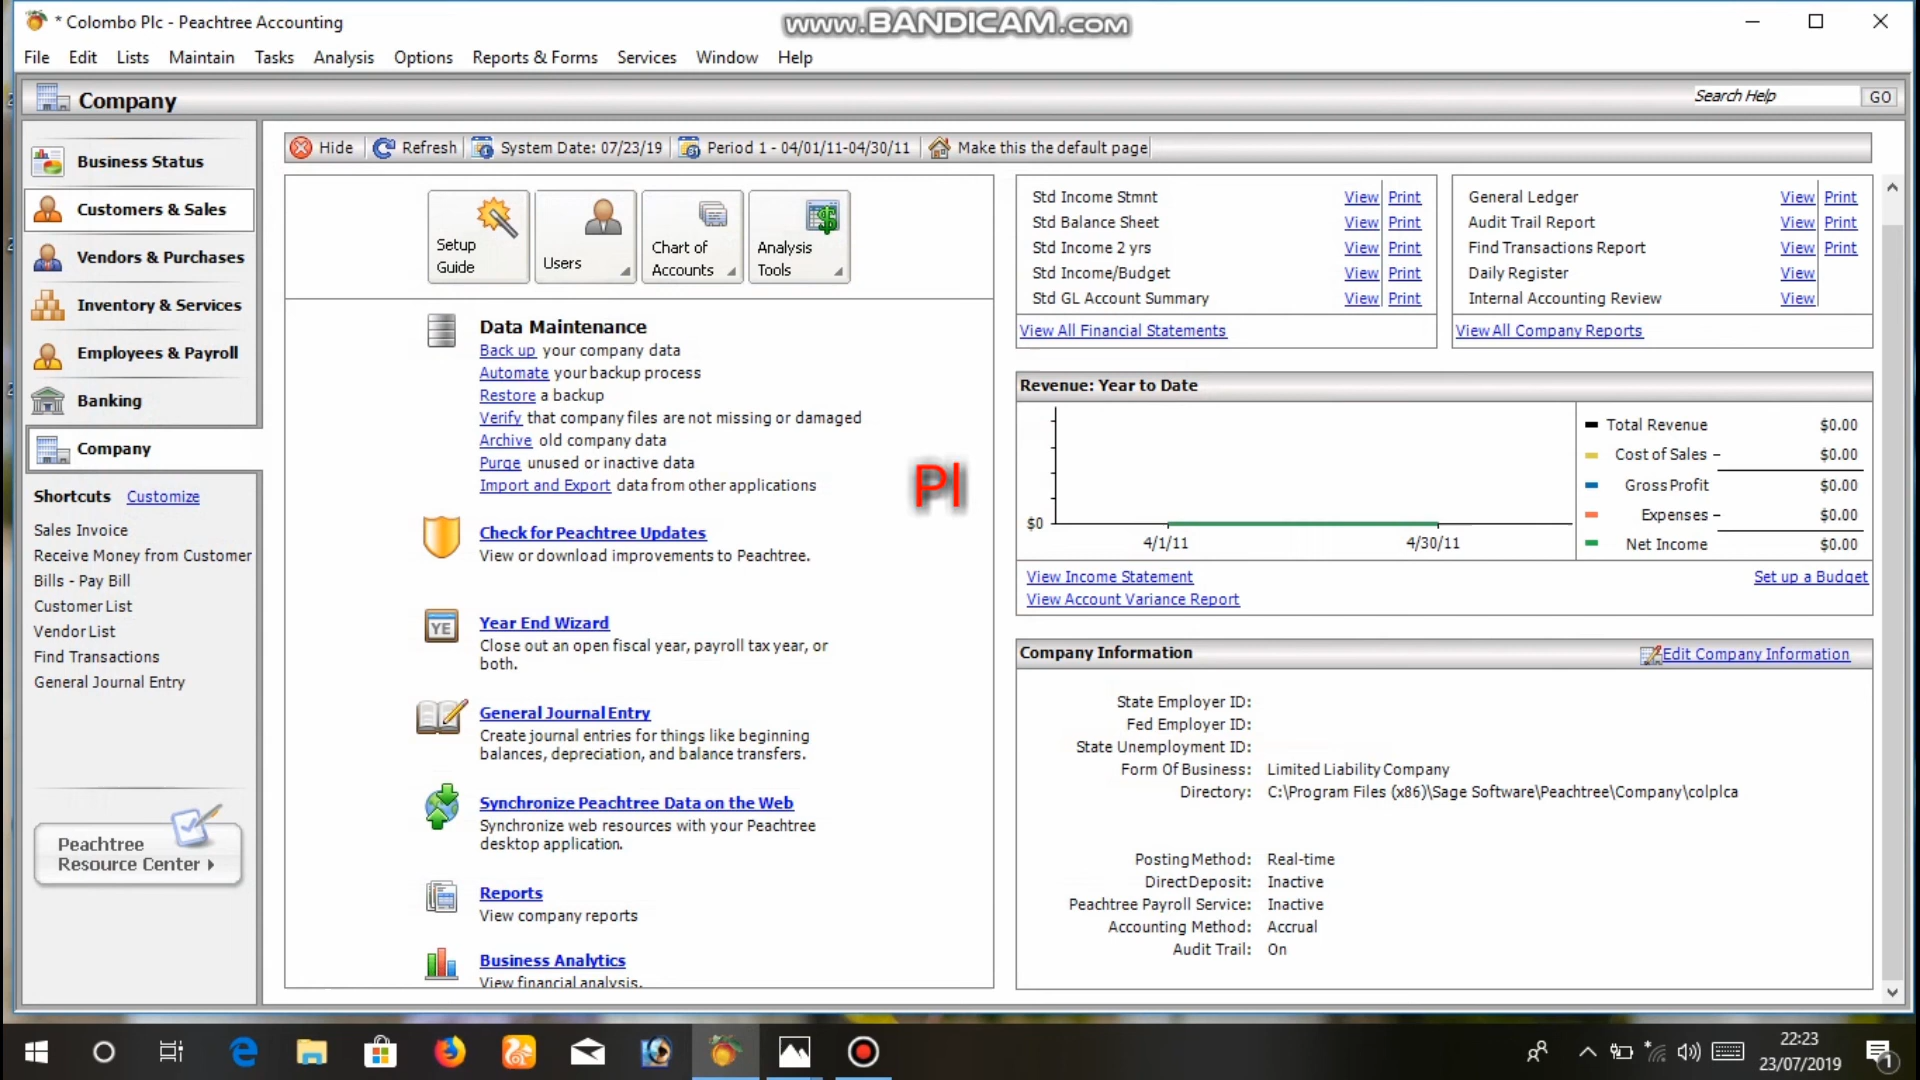 * Colombo Plc - Peachtree Accounting
www.BANDICAM.com
File Edit Lists Maintain Tasks Analysis Options Reports & Forms Services Window Help
Company
Search Help GO
Business Status
Customers & Sales
Vendors & Purchases
Inventory & Services
Employees & Payroll
Banking
Company
Shortcuts Customize
Sales Invoice
Receive Money from Customer
Bills - Pay Bill
Customer List
Vendor List
Find Transactions
General Journal Entry
Peachtree
Resource Center
Hide Refresh System Date: 07/23/19 Period 1 - 04/01/11-04/30/11 Make this the default page
Setup
Guide
Users
Chart of
Accounts
Analysis
Tools
Data Maintenance
Back up your company data
Automate your backup process
Restore a backup
Verify that company files are not missing or damaged
Archive old company data
Purge unused or inactive data
Import and Export data from other applications
Pl
Check for Peachtree Updates
View or download improvements to Peachtree.
YE
Year End Wizard
Close out an open fiscal year, payroll tax year, or
both.
General Journal Entry
Create journal entries for things like beginning
balances, depreciation, and balance transfers.
Synchronize Peachtree Data on the Web
Synchronize web resources with your Peachtree
desktop application.
Reports
View company reports
Business Analytics
View financial analysis.
Std Income Stmnt View Print
Std Balance Sheet View Print
Std Income 2 yrs View Print
Std Income/Budget View Print
Std GL Account Summary View Print
View All Financial Statements
General Ledger View Print
Audit Trail Report View Print
Find Transactions Report View Print
Daily Register View
Internal Accounting Review View
View All Company Reports
Revenue: Year to Date
$0
4/1/11 4/30/11
Total Revenue $0.00
Cost of Sales – $0.00
Gross Profit $0.00
Expenses – $0.00
Net Income $0.00
View Income Statement
Set up a Budget
View Account Variance Report
Company Information
Edit Company Information
State Employer ID:
Fed Employer ID:
State Unemployment ID:
Form Of Business: Limited Liability Company
Directory: C:\Program Files (x86)\Sage Software\Peachtree\Company\colplca
Posting Method: Real-time
Direct Deposit: Inactive
Peachtree Payroll Service: Inactive
Accounting Method: Accrual
Audit Trail: On
22:23
23/07/2019
1